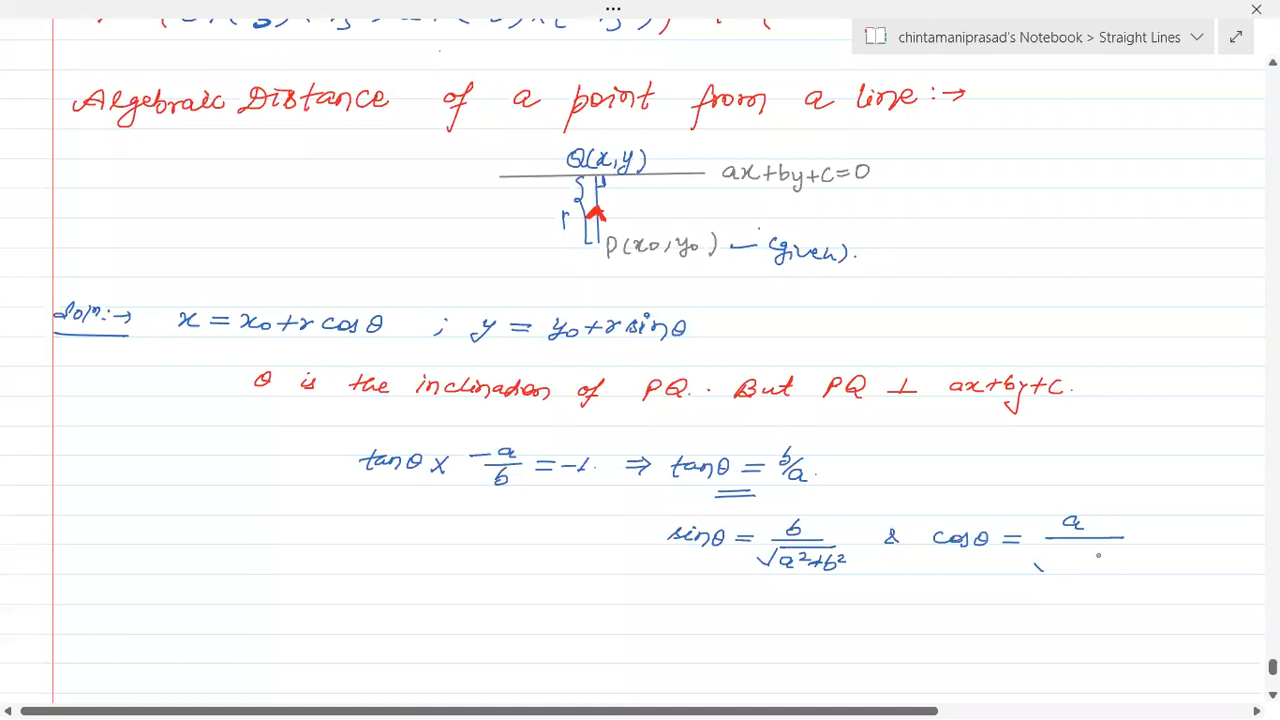 chintamaniprasad's Notebook > Straight Lines
Algebraic Distance of a point from a line:→
Q(x,y)
ax+by+c=0
r
P(x₀,y₀) — (given).
Soln:→ x = x₀+r cosθ ; y = y₀+r sinθ
θ is the inclination of PQ. But PQ ⊥ ax+by+c.
tanθ × -a/b = -1. ⇒ tanθ = b/a.
sinθ = b/√a²+b² & cosθ = a/√